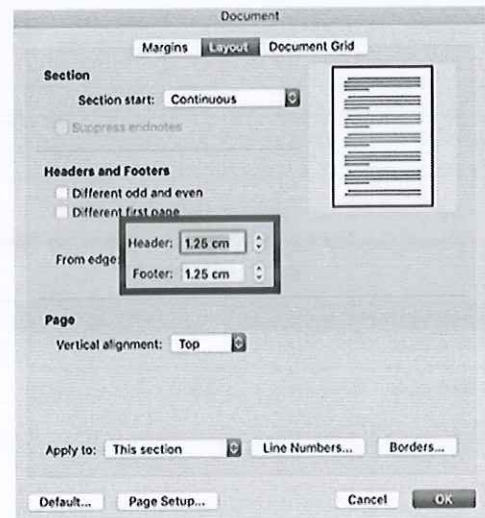 Document
Margins Layout Document Grid
Section
Section start: Continuous
Suppress endnotes
Headers and Footers
Different odd and even
Different first page
Header: 1.25 cm
From edge:
Footer: 1.25 cm
Page
Vertical alignment: Top
Apply to: This section Line Numbers... Borders...
Default... Page Setup... Cancel OK